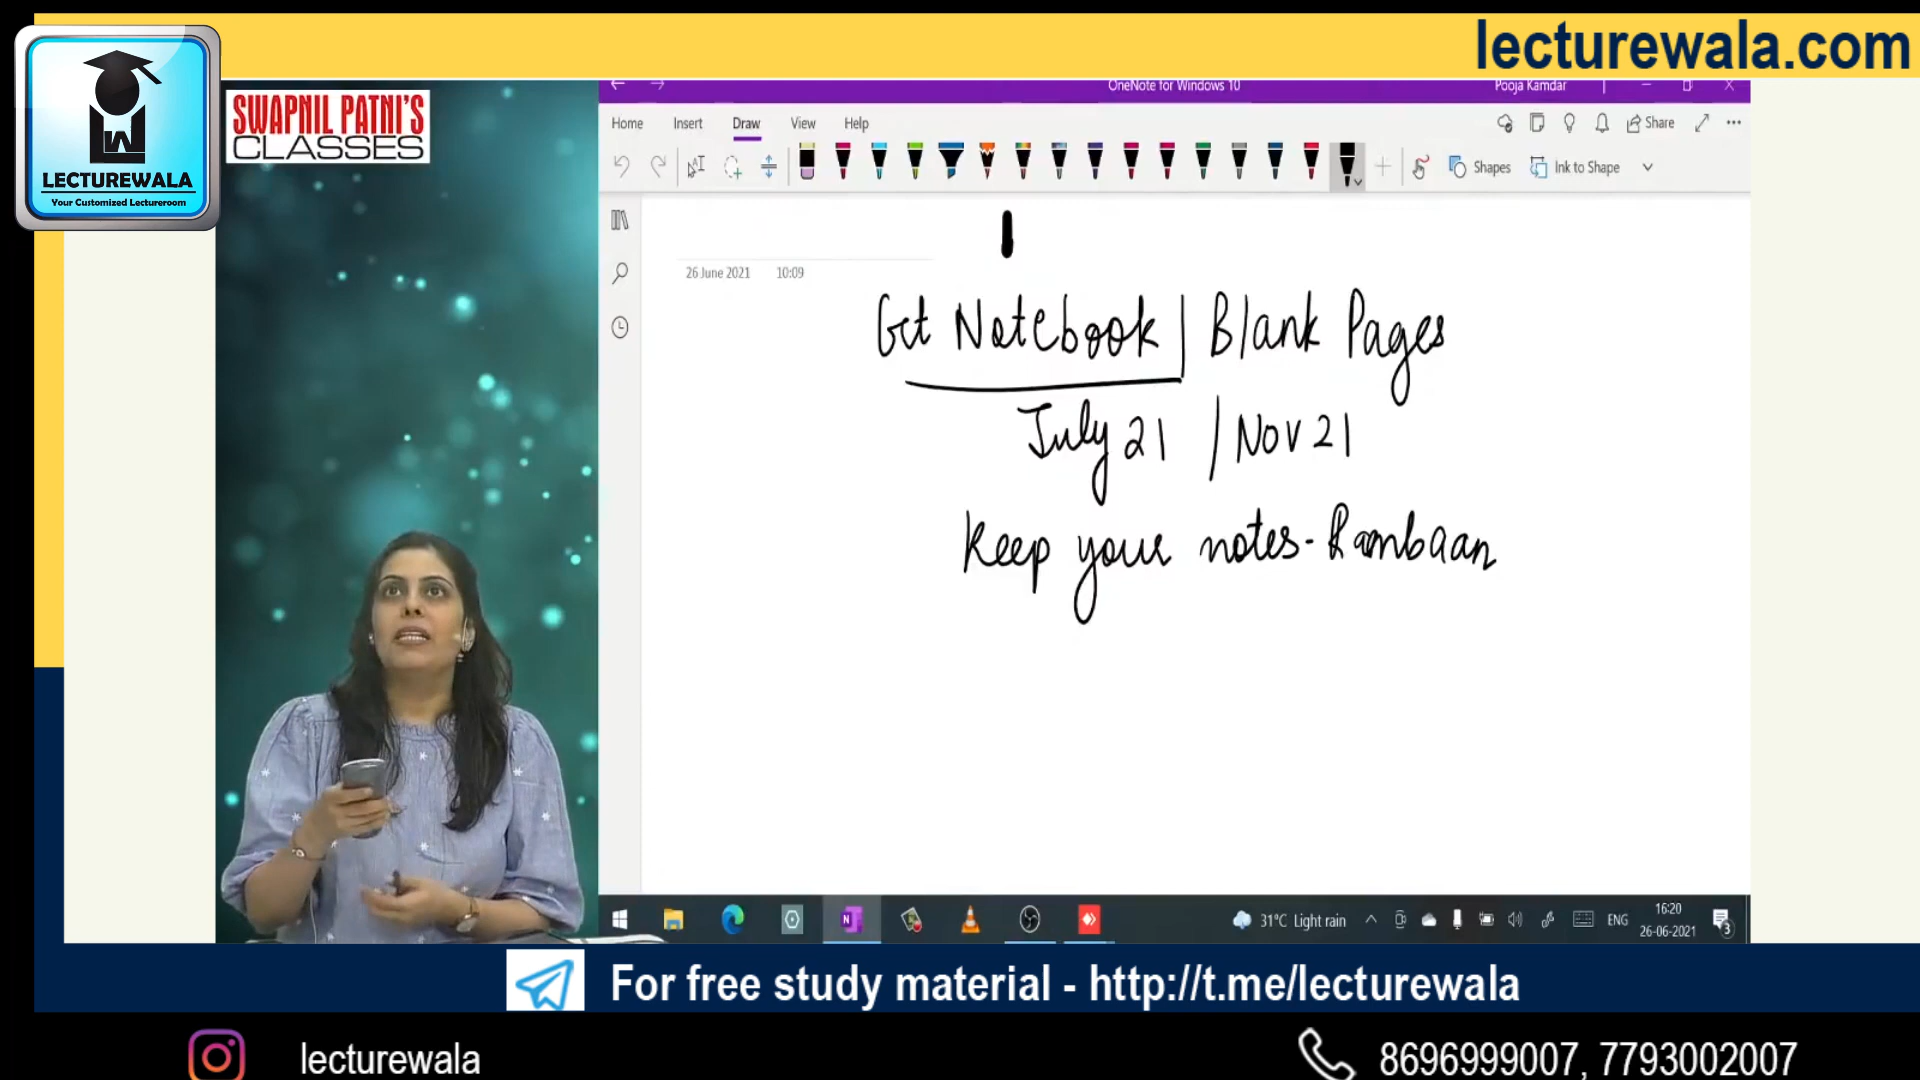 lecturewala.com
LW
LECTUREWALA
Your Customized Lectureroom
SWAPNIL PATNI'S
CLASSES
OneNote for Windows 10
Pooja Kamdar
Home Insert Draw View Help
Share
Shapes
Ink to Shape
26 June 2021 10:09
Get Notebook | Blank Pages
July 21 / Nov 21
Keep your notes - Rambaan
31°C Light rain
ENG
16:20
26-06-2021
3
For free study material - http://t.me/lecturewala
lecturewala
8696999007, 7793002007